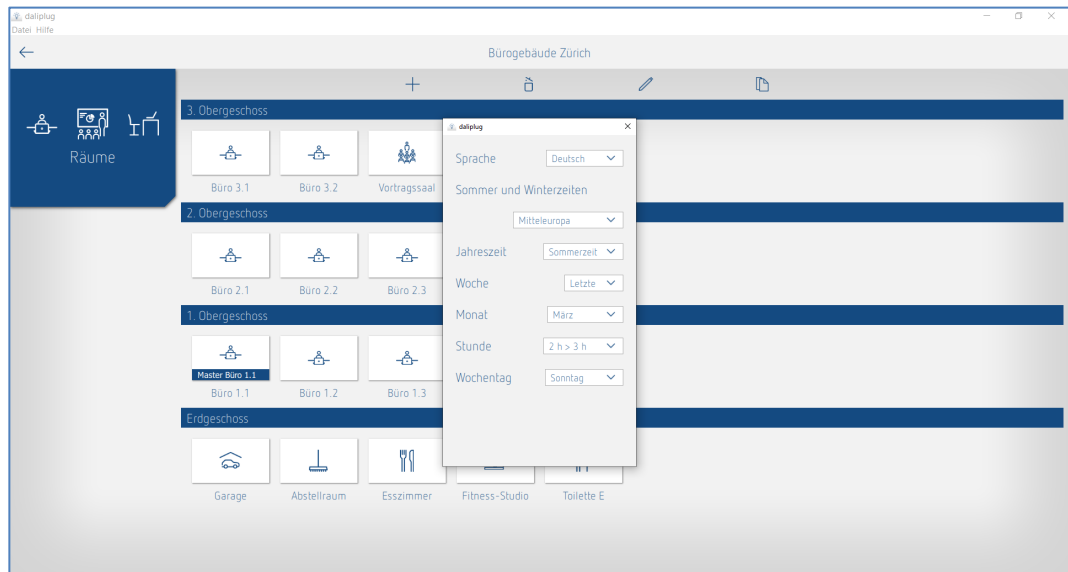 daliplug
Datei Hilfe
Bürogebäude Zürich
Räume
3. Obergeschoss
Büro 3.1 Büro 3.2 Vortragssaal
2. Obergeschoss
Büro 2.1 Büro 2.2 Büro 2.3
1. Obergeschoss
Master Büro 1.1
Büro 1.1 Büro 1.2 Büro 1.3
Erdgeschoss
Garage Abstellraum Esszimmer Fitness-Studio Toilette E
daliplug
Sprache Deutsch
Sommer und Winterzeiten
Mitteleuropa
Jahreszeit Sommerzeit
Woche Letzte
Monat März
Stunde 2 h > 3 h
Wochentag Sonntag